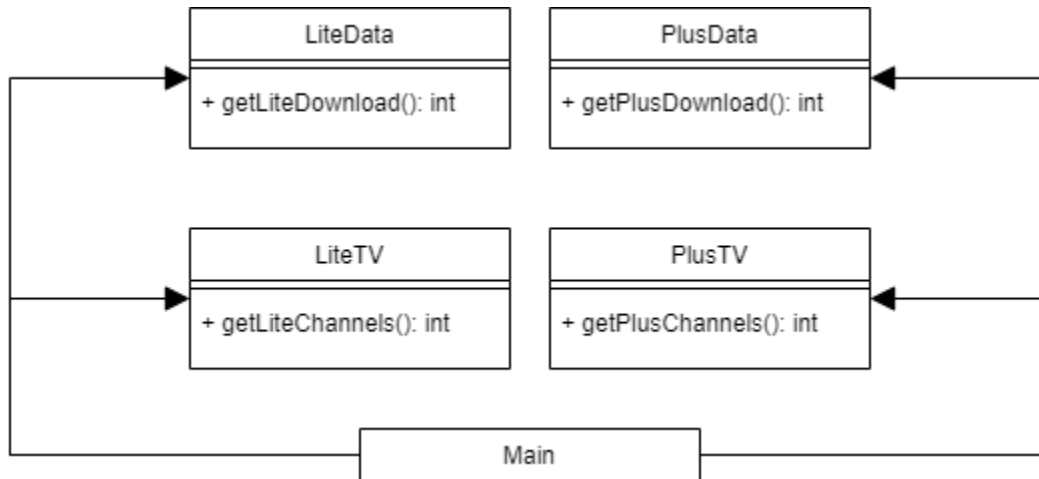 LiteData
+ getLiteDownload(): int
PlusData
+ getPlusDownload(): int
LiteTV
+ getLiteChannels(): int
PlusTV
+ getPlusChannels(): int
Main